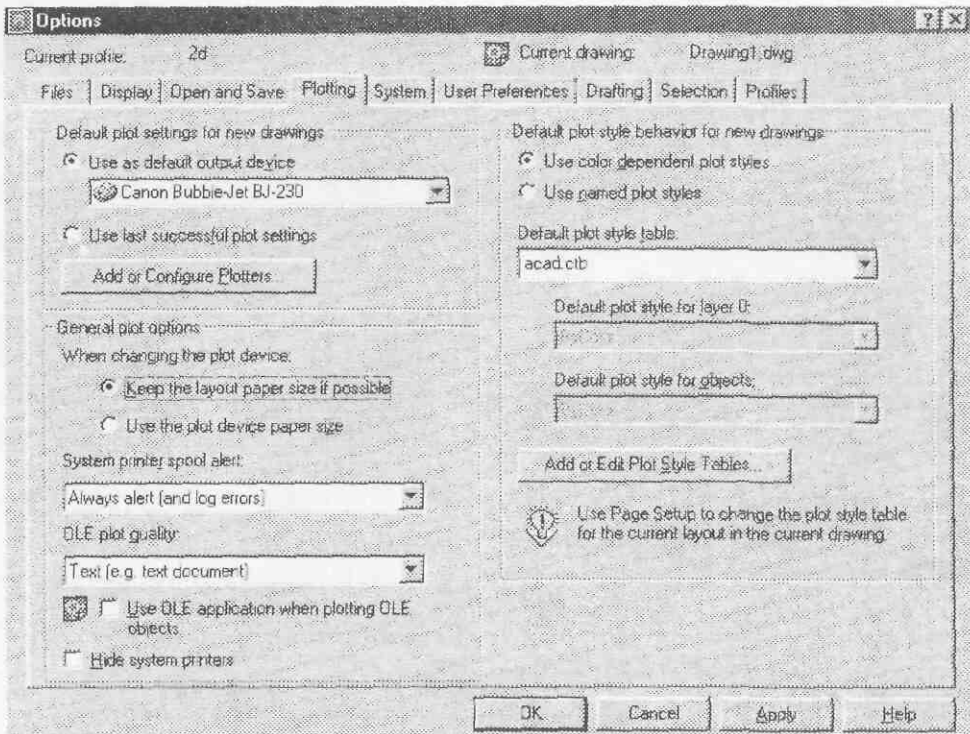 Options
Current profile: 2d
Current drawing: Drawing1.dwg
Files Display Open and Save Plotting System User Preferences Drafting Selection Profiles
Default plot settings for new drawings
Use as default output device
Canon Bubble-Jet BJ-230
Use last successful plot settings
Add or Configure Plotters
General plot options
When changing the plot device:
Keep the layout paper size if possible
Use the plot device paper size
System printer spool alert:
Always alert (and log errors)
OLE plot quality:
Text (e.g. text document)
Use OLE application when plotting OLE
objects
Hide system printers
Default plot style behavior for new drawings
Use color dependent plot styles
Use named plot styles
Default plot style table:
acad.ctb
Default plot style for layer 0:
Default plot style for objects:
Add or Edit Plot Style Tables...
Use Page Setup to change the plot style table
for the current layout in the current drawing.
OK Cancel Apply Help